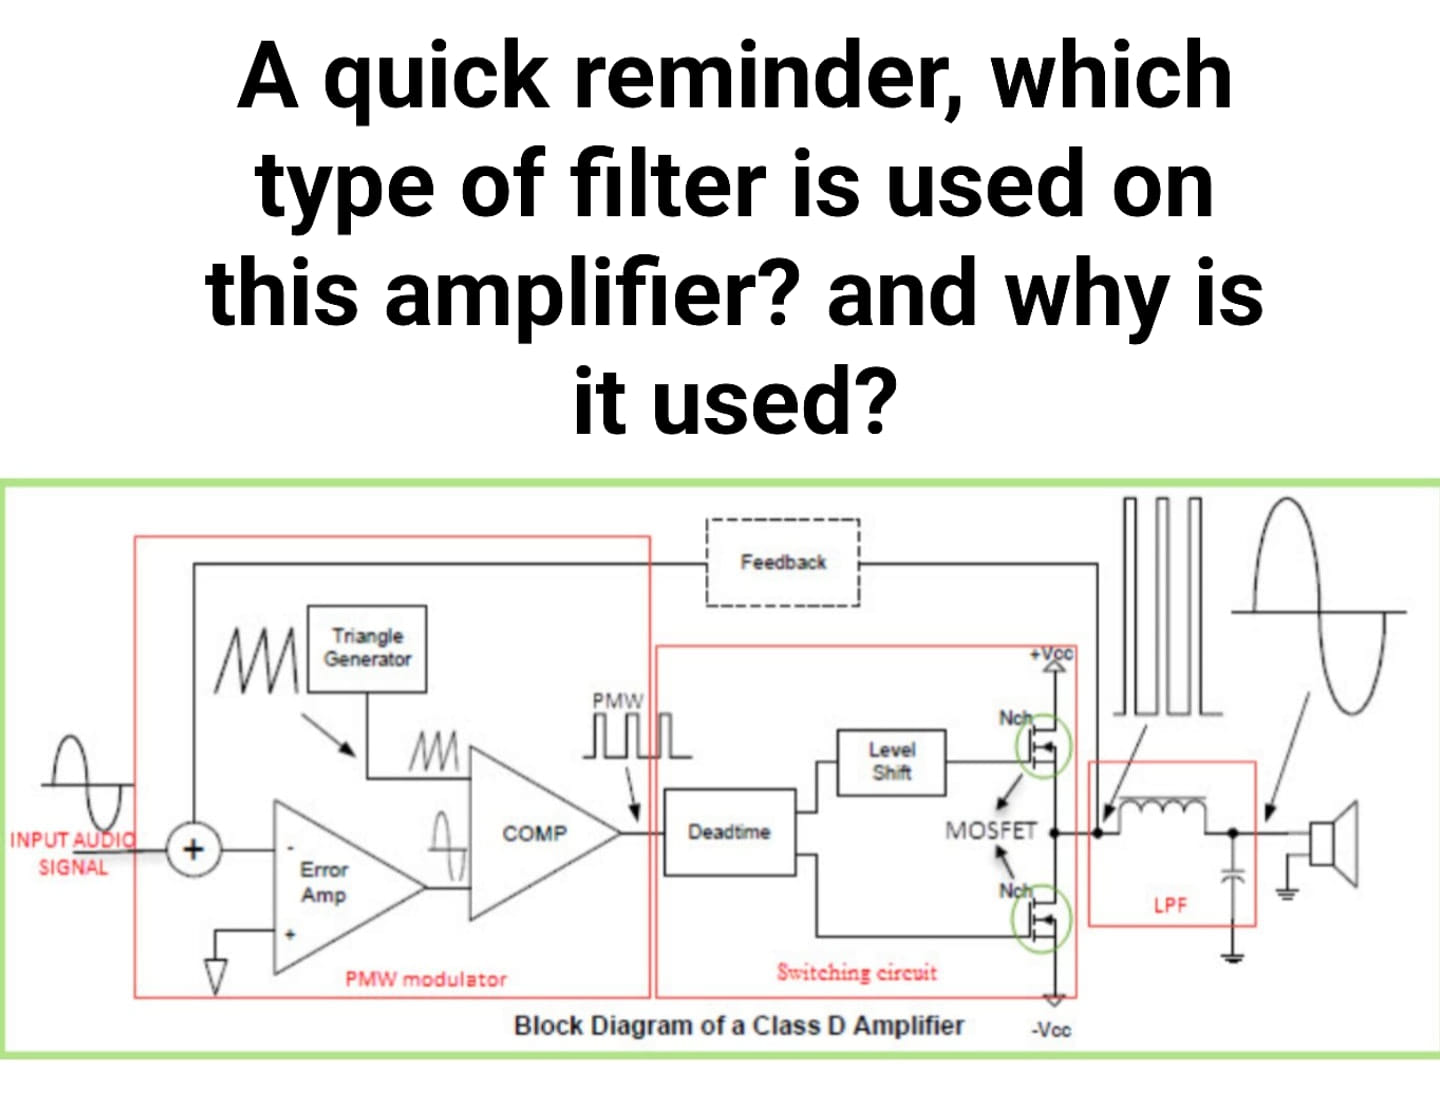 A quick reminder, which
type of filter is used on
this amplifier? and why is
it used?
Feedback
Triangle
Generator
+Vcc
PMW
Nch
Level
Shift
INPUT AUDIO
SIGNAL
+
-
Error
Amp
+
COMP
Deadtime
MOSFET
Nch
LPF
PMW modulator
Switching circuit
Block Diagram of a Class D Amplifier
-Vcc